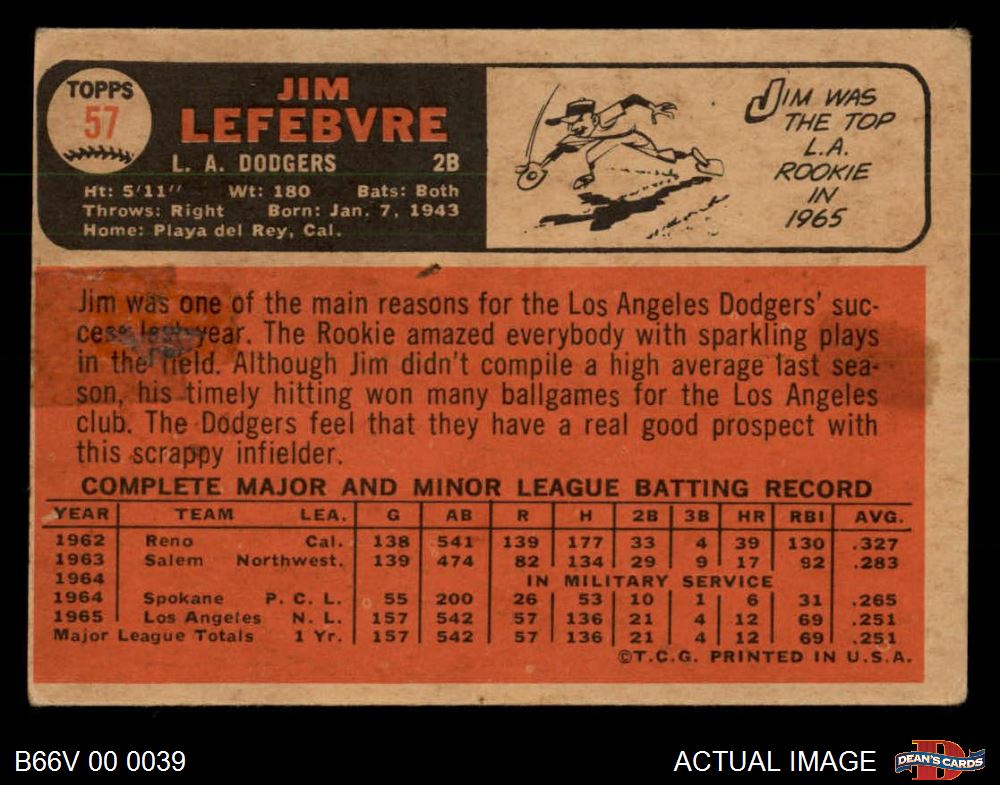 TOPPS
57
JIM
LEFEBVRE
L. A. DODGERS 2B
Ht: 5'11" Wt: 180 Bats: Both
Throws: Right Born: Jan. 7, 1943
Home: Playa del Rey, Cal.
JIM WAS
THE TOP
L.A.
ROOKIE
IN
1965
Jim was one of the main reasons for the Los Angeles Dodgers' suc-
cess last year. The Rookie amazed everybody with sparkling plays
in the field. Although Jim didn't compile a high average last sea-
son, his timely hitting won many ballgames for the Los Angeles
club. The Dodgers feel that they have a real good prospect with
this scrappy infielder.
COMPLETE MAJOR AND MINOR LEAGUE BATTING RECORD
YEAR TEAM LEA. G AB R H 2B 3B HR RBI AVG.
1962 Reno Cal. 138 541 139 177 33 4 39 130 .327
1963 Salem Northwest. 139 474 82 134 29 9 17 92 .283
1964 IN MILITARY SERVICE
1964 Spokane P. C. L. 55 200 26 53 10 1 6 31 .265
1965 Los Angeles N. L. 157 542 57 136 21 4 12 69 .251
Major League Totals 1 Yr. 157 542 57 136 21 4 12 69 .251
©T.C.G. PRINTED IN U.S.A.
B66V 00 0039
ACTUAL IMAGE
DEAN'S CARDS